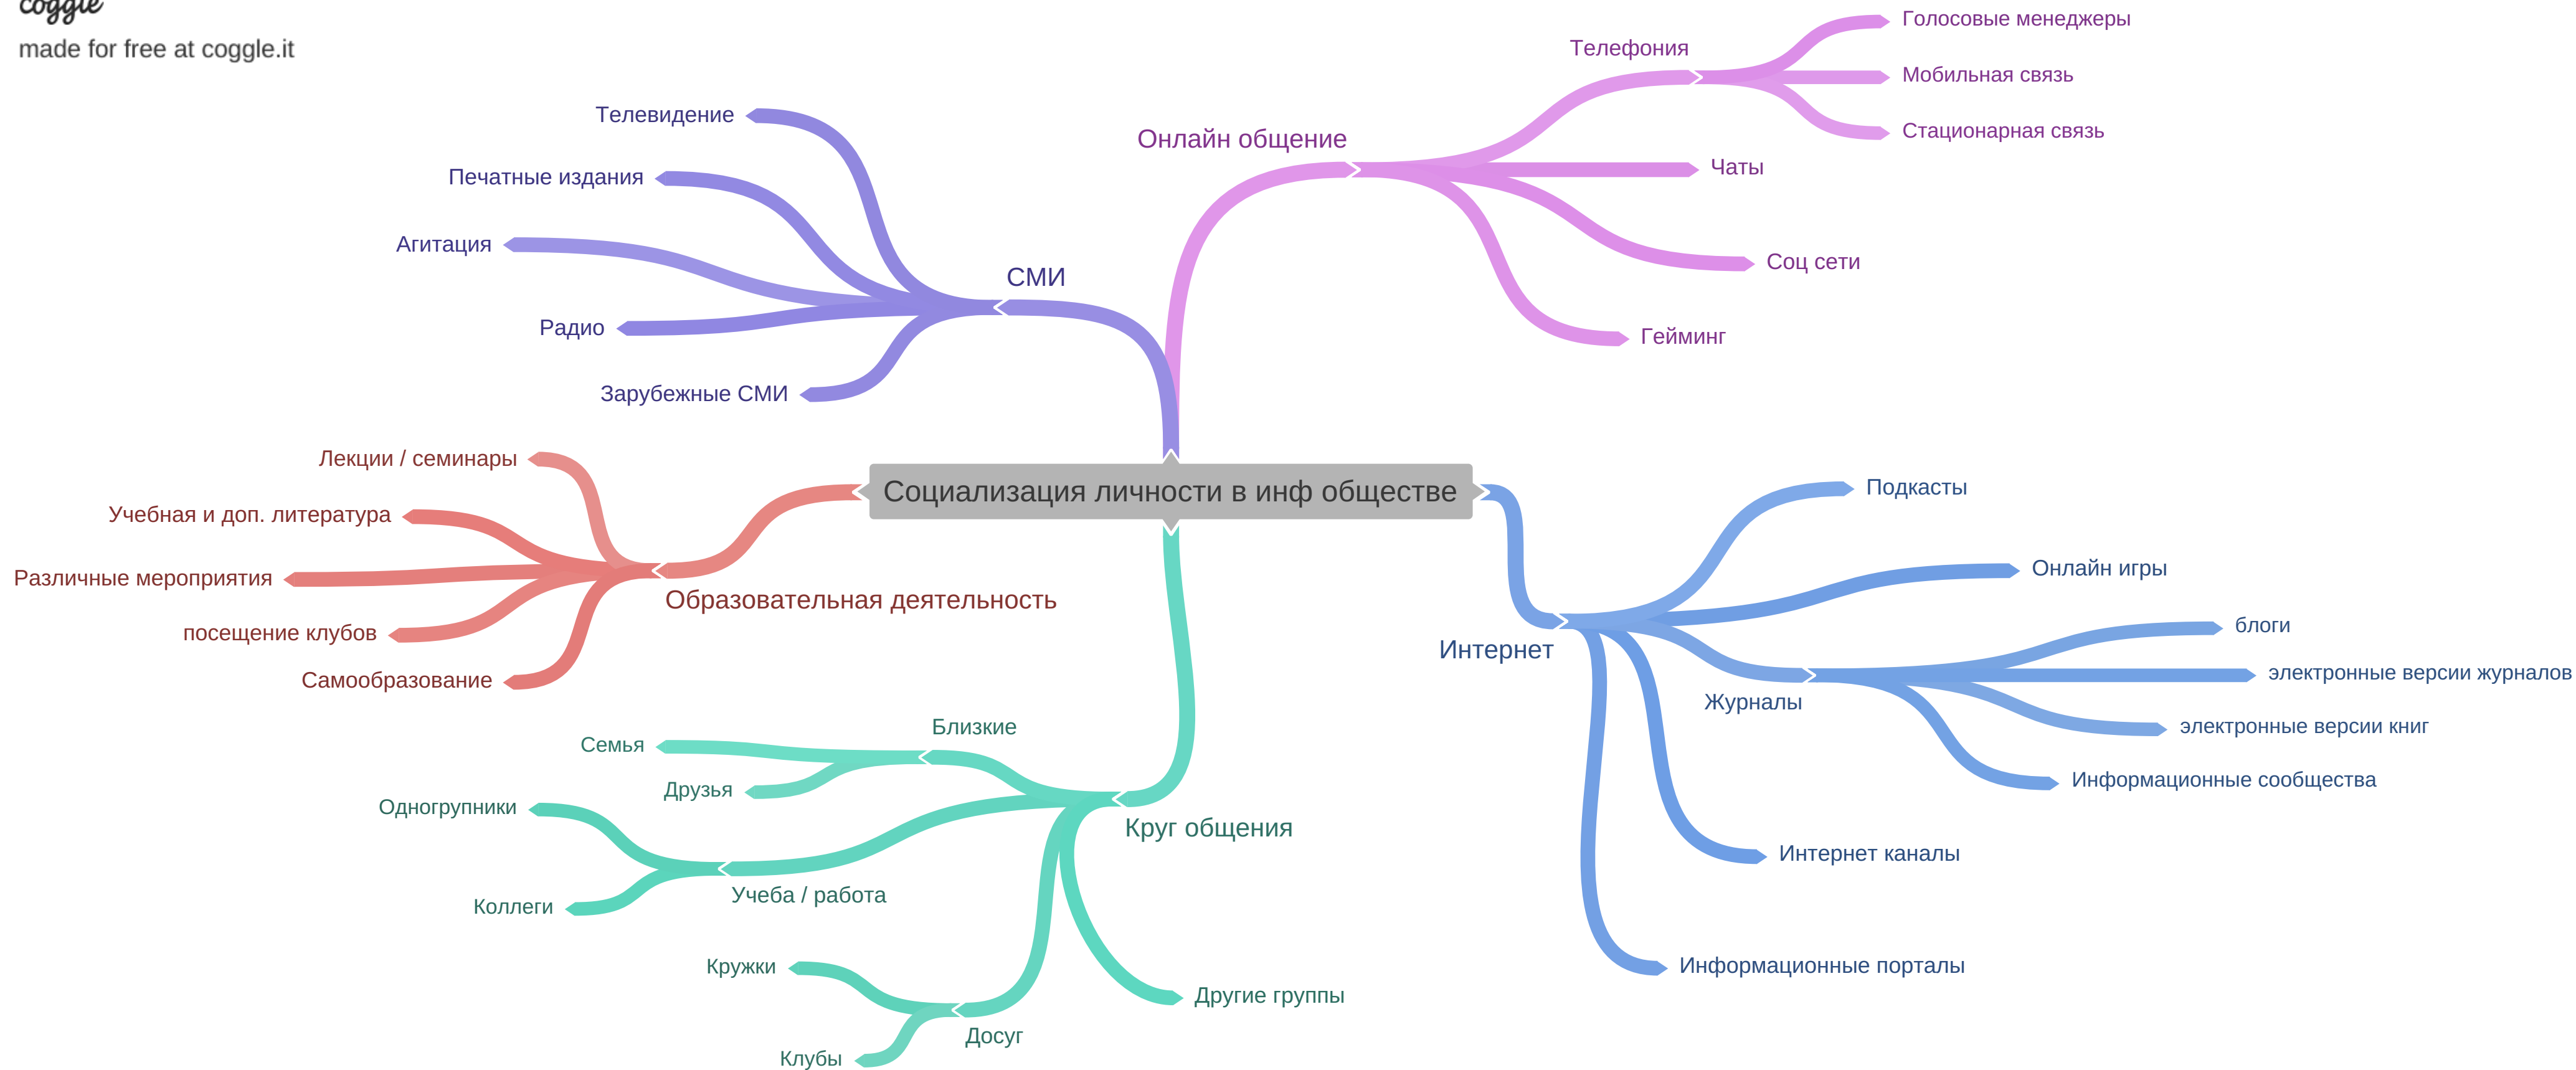 coggle
made for free at coggle.it
Социализация личности в инф обществе
СМИ
Телевидение
Печатные издания
Агитация
Радио
Зарубежные СМИ
Онлайн общение
Телефония
Голосовые менеджеры
Мобильная связь
Стационарная связь
Чаты
Соц сети
Гейминг
Образовательная деятельность
Лекции / семинары
Учебная и доп. литература
Различные мероприятия
посещение клубов
Самообразование
Интернет
Подкасты
Онлайн игры
Журналы
блоги
электронные версии журналов
электронные версии книг
Информационные сообщества
Интернет каналы
Информационные порталы
Круг общения
Близкие
Семья
Друзья
Учеба / работа
Одногрупники
Коллеги
Досуг
Кружки
Клубы
Другие группы